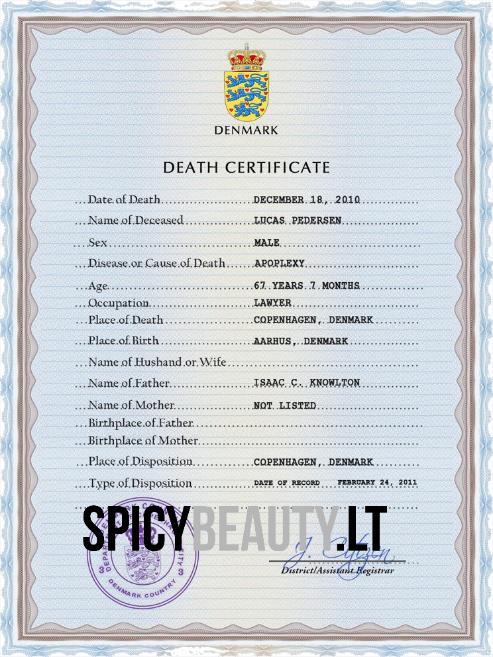 DENMARK
DEATH CERTIFICATE
Date of Death DECEMBER 18, 2010
Name of Deceased LUCAS PEDERSEN
Sex MALE
Disease or Cause of Death APOPLEXY
Age 67 YEARS 7 MONTHS
Occupation LAWYER
Place of Death COPENHAGEN, DENMARK
Place of Birth AARHUS, DENMARK
Name of Husband or Wife
Name of Father ISAAC C. KNOWLTON
Name of Mother NOT LISTED
Birthplace of Father
Birthplace of Mother
Place of Disposition COPENHAGEN, DENMARK
Type of Disposition DATE OF RECORD FEBRUARY 24, 2011
SPICYBEAUTY.LT
DENMARK COUNTRY
District/Assistant Registrar